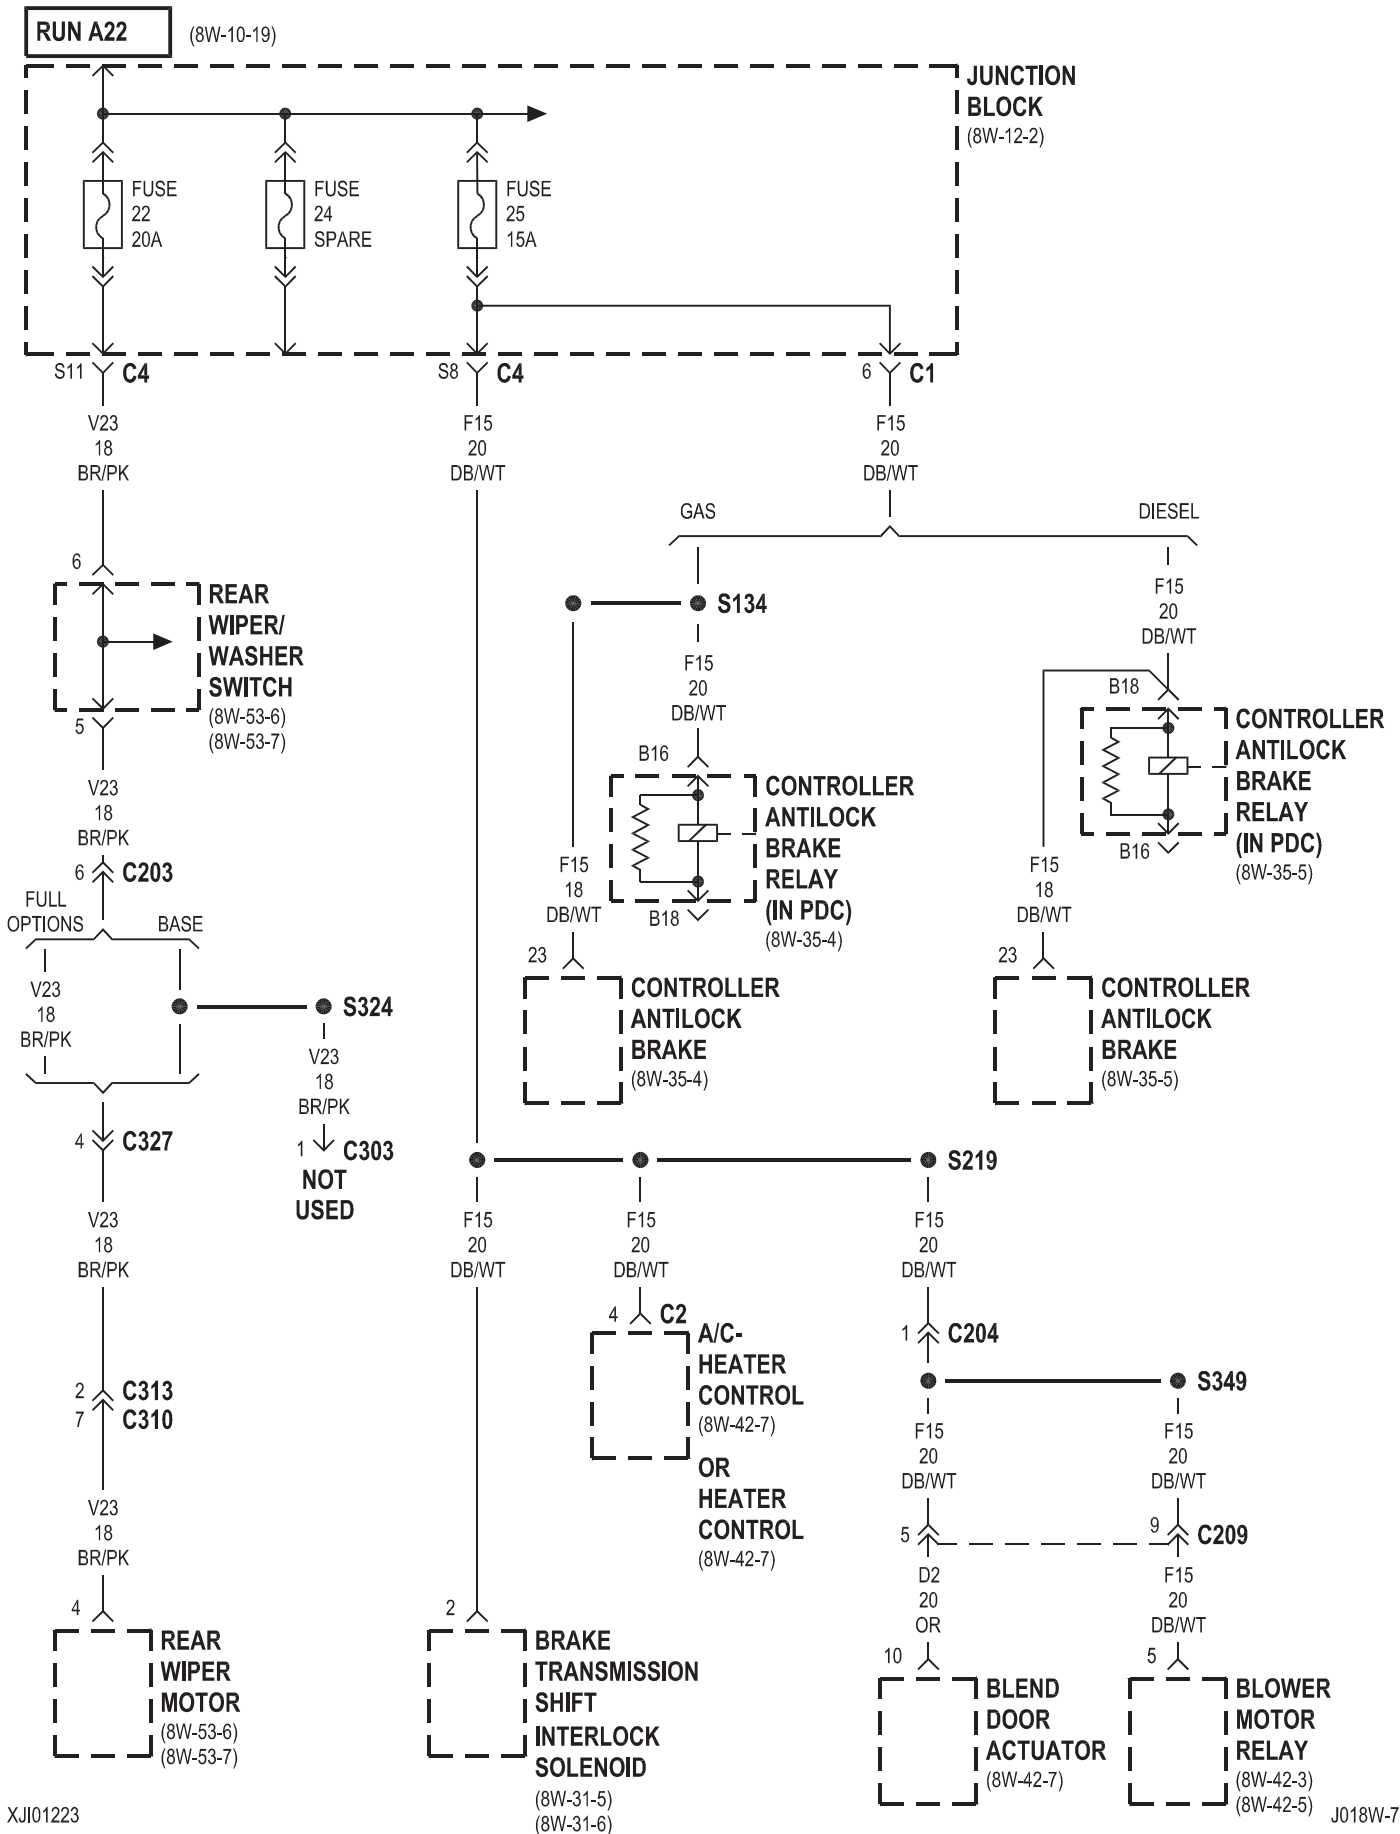 RUN A22
(8W-10-19)
JUNCTION
BLOCK
(8W-12-2)
FUSE
22
20A
FUSE
24
SPARE
FUSE
25
15A
S11
C4
S8
C4
6
C1
V23
18
BR/PK
F15
20
DB/WT
F15
20
DB/WT
GAS
DIESEL
6
REAR
WIPER/
WASHER
SWITCH
(8W-53-6)
(8W-53-7)
5
S134
F15
20
DB/WT
F15
20
DB/WT
B18
CONTROLLER
ANTILOCK
BRAKE
RELAY
(IN PDC)
(8W-35-5)
B16
B16
CONTROLLER
ANTILOCK
BRAKE
RELAY
(IN PDC)
(8W-35-4)
B18
V23
18
BR/PK
6
C203
FULL
OPTIONS
BASE
F15
18
DB/WT
F15
18
DB/WT
23
CONTROLLER
ANTILOCK
BRAKE
(8W-35-4)
23
CONTROLLER
ANTILOCK
BRAKE
(8W-35-5)
V23
18
BR/PK
S324
V23
18
BR/PK
1
C303
NOT
USED
4
C327
S219
V23
18
BR/PK
F15
20
DB/WT
F15
20
DB/WT
F15
20
DB/WT
4
C2
A/C-
HEATER
CONTROL
(8W-42-7)
OR
HEATER
CONTROL
(8W-42-7)
1
C204
S349
2
C313
7
C310
F15
20
DB/WT
F15
20
DB/WT
5
9
C209
V23
18
BR/PK
D2
20
OR
F15
20
DB/WT
4
REAR
WIPER
MOTOR
(8W-53-6)
(8W-53-7)
2
BRAKE
TRANSMISSION
SHIFT
INTERLOCK
SOLENOID
(8W-31-5)
(8W-31-6)
10
BLEND
DOOR
ACTUATOR
(8W-42-7)
5
BLOWER
MOTOR
RELAY
(8W-42-3)
(8W-42-5)
XJI01223
J018W-7